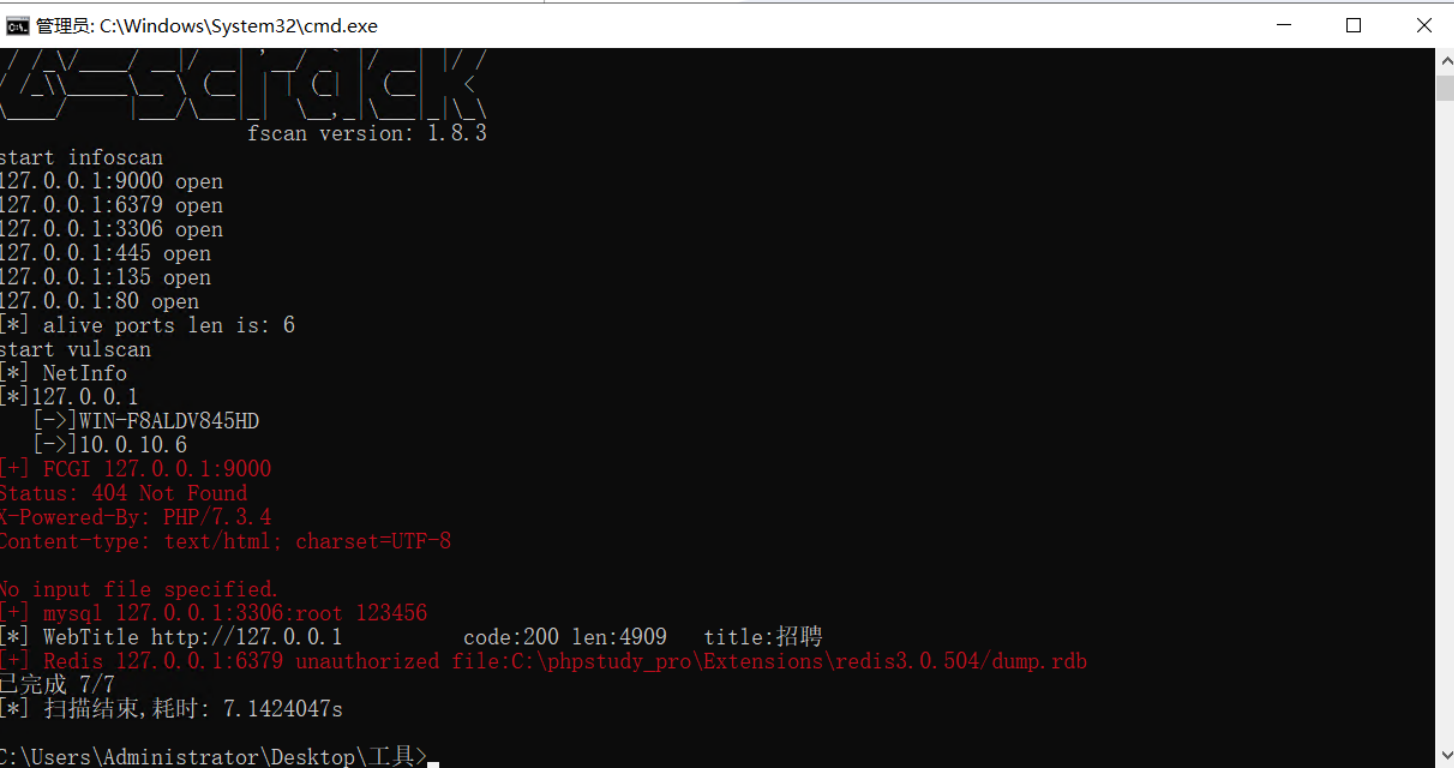 管理员: C:\Windows\System32\cmd.exe
fscan version: 1.8.3
start infoscan
127.0.0.1:9000 open
127.0.0.1:6379 open
127.0.0.1:3306 open
127.0.0.1:445 open
127.0.0.1:135 open
127.0.0.1:80 open
[*] alive ports len is: 6
start vulscan
[*] NetInfo
[*]127.0.0.1
[->]WIN-F8ALDV845HD
[->]10.0.10.6
[+] FCGI 127.0.0.1:9000
Status: 404 Not Found
X-Powered-By: PHP/7.3.4
Content-type: text/html; charset=UTF-8
No input file specified.
[+] mysql 127.0.0.1:3306:root 123456
[*] WebTitle http://127.0.0.1 code:200 len:4909 title:招聘
[+] Redis 127.0.0.1:6379 unauthorized file:C:\phpstudy_pro\Extensions\redis3.0.504/dump.rdb
已完成 7/7
[*] 扫描结束,耗时: 7.1424047s
C:\Users\Administrator\Desktop\工具>